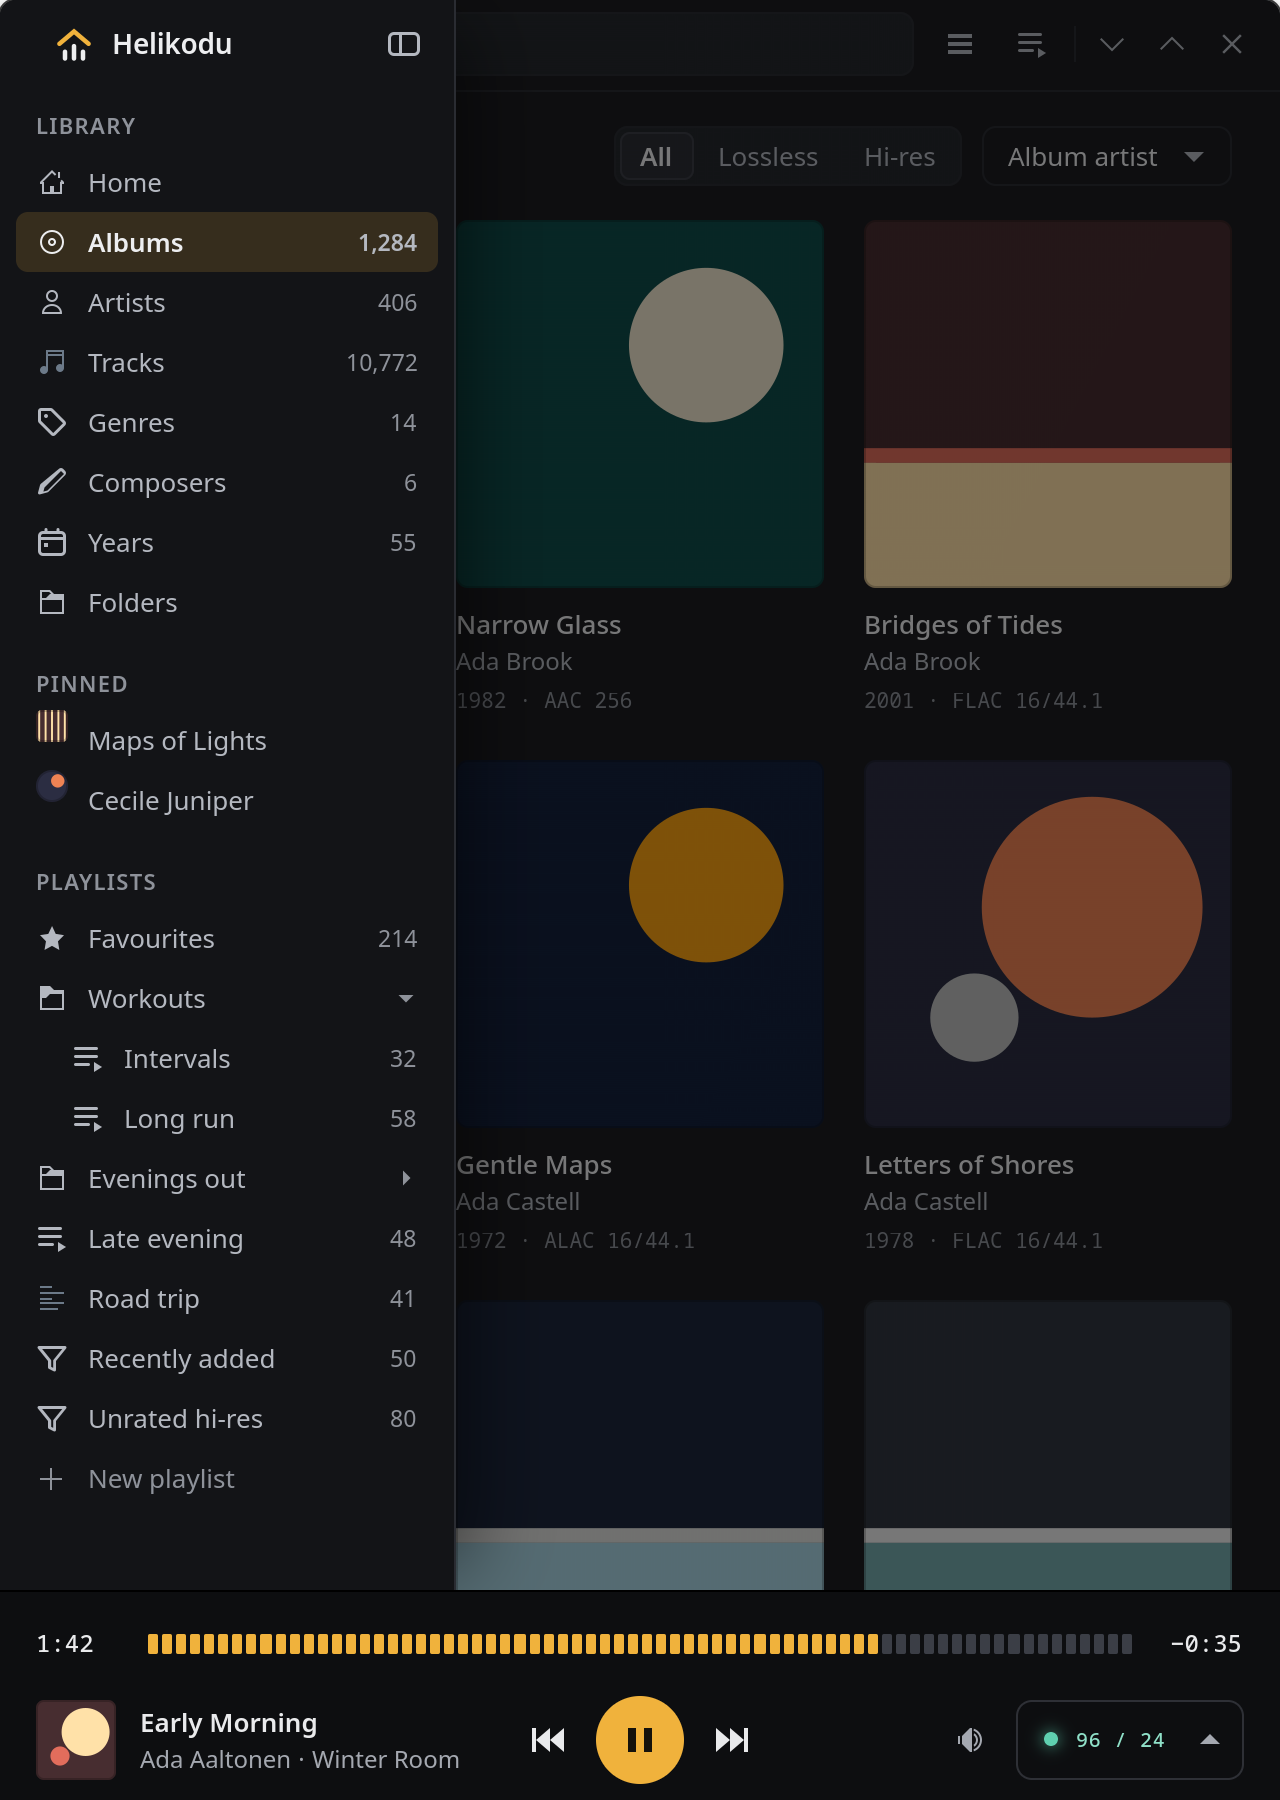 Helikodu
LIBRARY
Home
Albums 1,284
Artists 406
Tracks 10,772
Genres 14
Composers 6
Years 55
Folders
PINNED
Maps of Lights
Cecile Juniper
PLAYLISTS
Favourites 214
Workouts
Intervals 32
Long run 58
Evenings out
Late evening 48
Road trip 41
Recently added 50
Unrated hi-res 80
New playlist
All Lossless Hi-res Album artist
Narrow Glass
Ada Brook
1982 · AAC 256
Bridges of Tides
Ada Brook
2001 · FLAC 16/44.1
Gentle Maps
Ada Castell
1972 · ALAC 16/44.1
Letters of Shores
Ada Castell
1978 · FLAC 16/44.1
1:42 −0:35
Early Morning
Ada Aaltonen · Winter Room
96 / 24